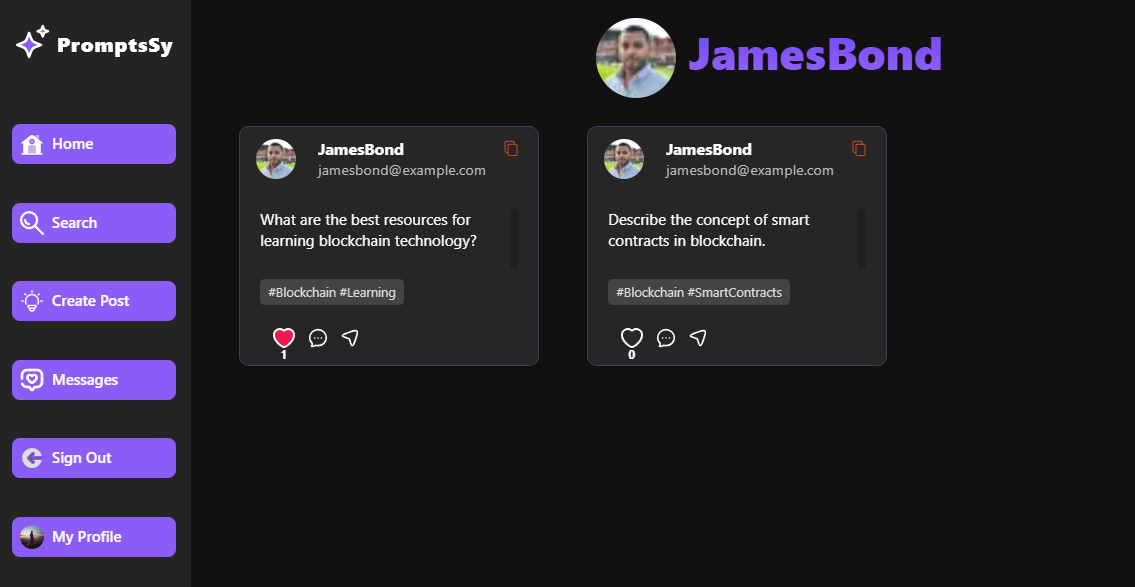 PromptsSy
Home
Search
Create Post
Messages
Sign Out
My Profile
JamesBond
JamesBond
jamesbond@example.com
What are the best resources for
learning blockchain technology?
#Blockchain #Learning
1
JamesBond
jamesbond@example.com
Describe the concept of smart
contracts in blockchain.
#Blockchain #SmartContracts
0